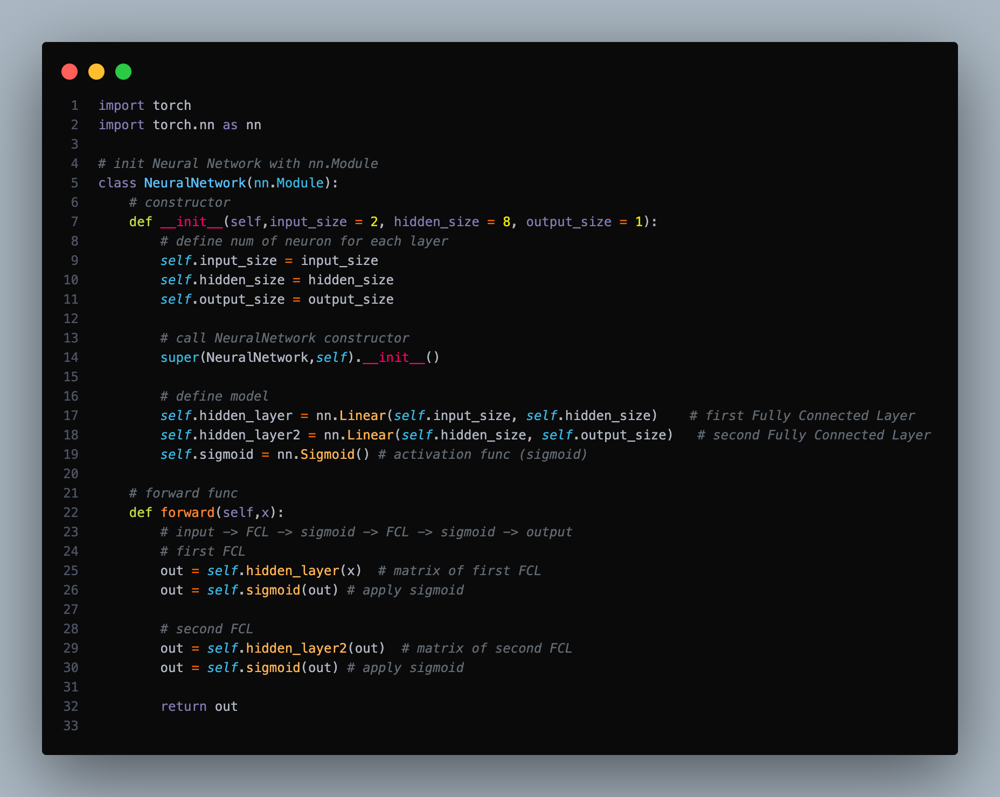 1 import torch
2 import torch.nn as nn
3
4 # init Neural Network with nn.Module
5 class NeuralNetwork(nn.Module):
6     # constructor
7     def __init__(self,input_size = 2, hidden_size = 8, output_size = 1):
8         # define num of neuron for each layer
9         self.input_size = input_size
10         self.hidden_size = hidden_size
11         self.output_size = output_size
12
13         # call NeuralNetwork constructor
14         super(NeuralNetwork,self).__init__()
15
16         # define model
17         self.hidden_layer = nn.Linear(self.input_size, self.hidden_size)    # first Fully Connected Layer
18         self.hidden_layer2 = nn.Linear(self.hidden_size, self.output_size)   # second Fully Connected Layer
19         self.sigmoid = nn.Sigmoid() # activation func (sigmoid)
20
21     # forward func
22     def forward(self,x):
23         # input -> FCL -> sigmoid -> FCL -> sigmoid -> output
24         # first FCL
25         out = self.hidden_layer(x)  # matrix of first FCL
26         out = self.sigmoid(out) # apply sigmoid
27
28         # second FCL
29         out = self.hidden_layer2(out)  # matrix of second FCL
30         out = self.sigmoid(out) # apply sigmoid
31
32         return out
33